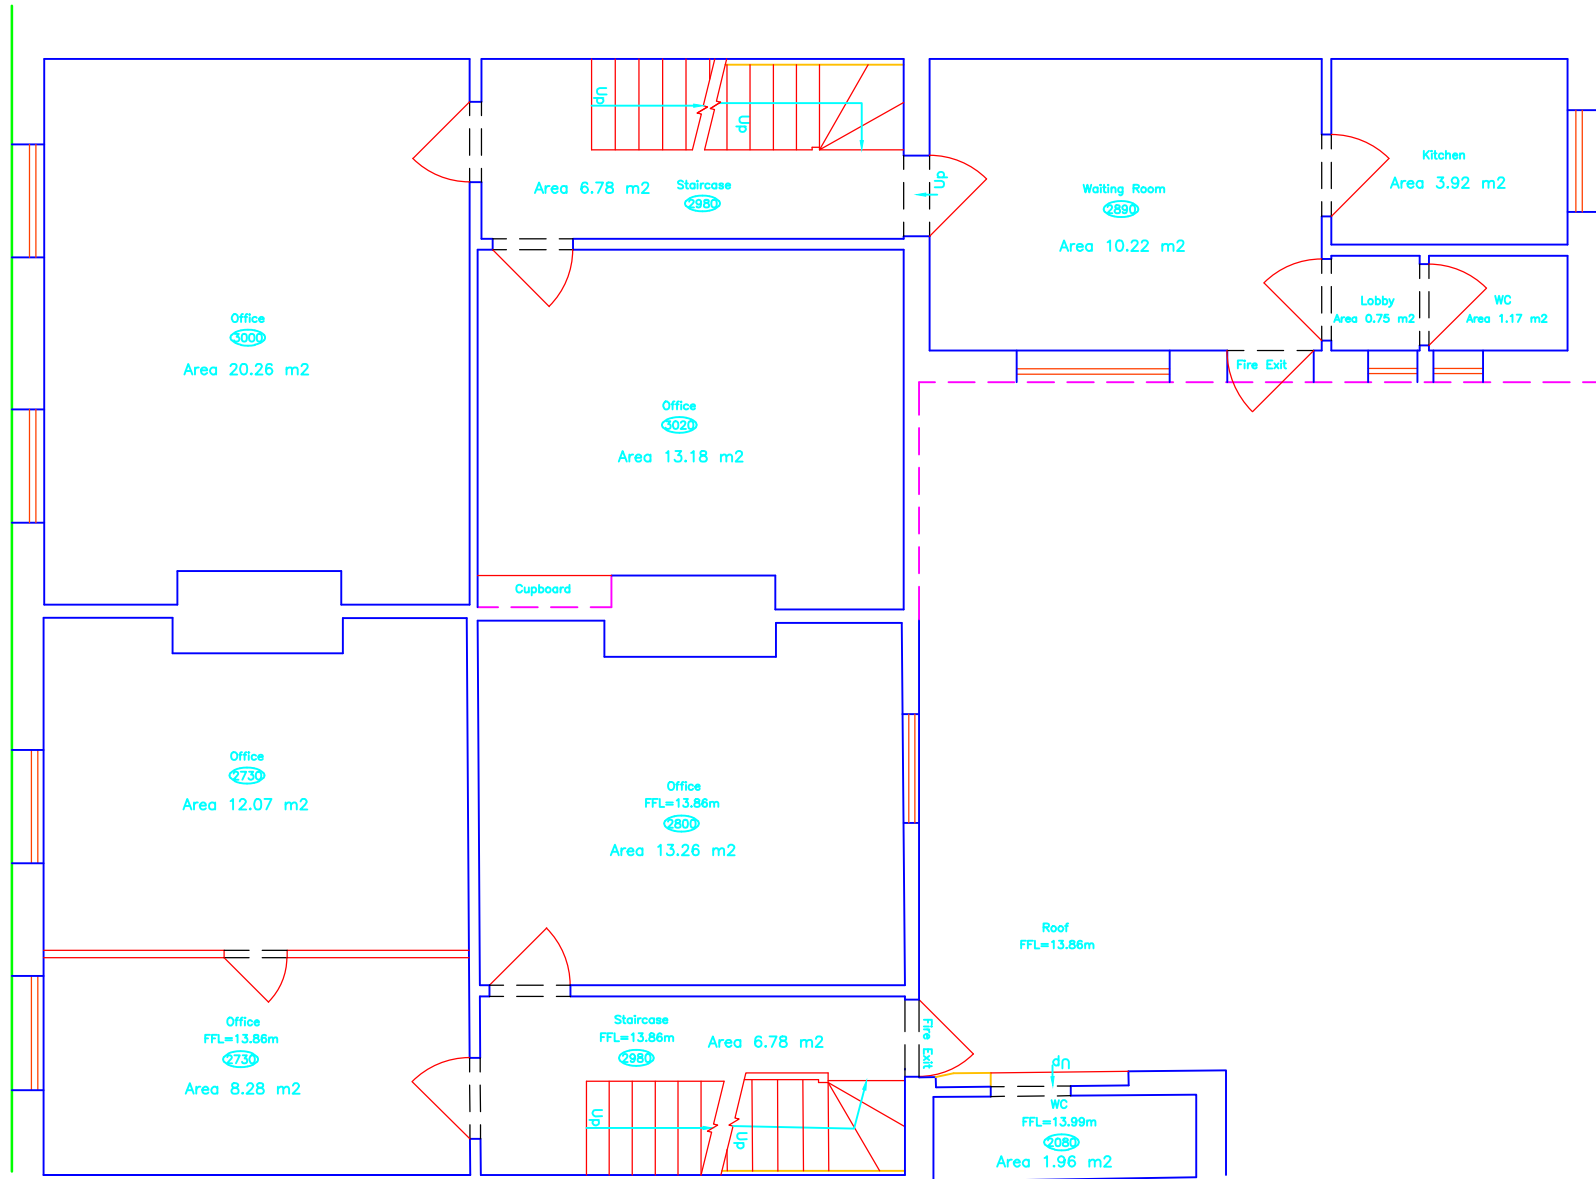 Up
Up
Area 6.78 m2
Staircase
2980
Up
Waiting Room
2890
Area 10.22 m2
Kitchen
Area 3.92 m2
Lobby
Area 0.75 m2
WC
Area 1.17 m2
Fire Exit
Office
3000
Area 20.26 m2
Office
3020
Area 13.18 m2
Cupboard
Office
2730
Area 12.07 m2
Office
FFL=13.86m
2800
Area 13.26 m2
Roof
FFL=13.86m
Office
FFL=13.86m
2730
Area 8.28 m2
Staircase
FFL=13.86m
2980
Area 6.78 m2
Fire Exit
Up
Up
Up
WC
FFL=13.99m
2080
Area 1.96 m2